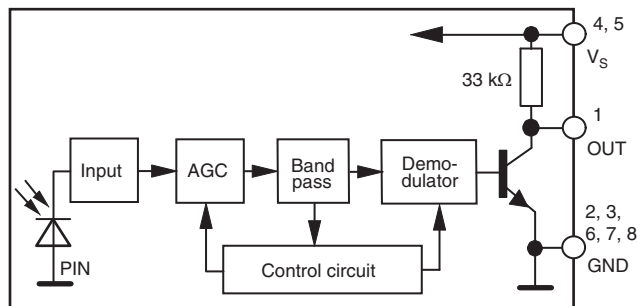 4, 5
V_S
33 kΩ
1
OUT
Input
AGC
Band
pass
Demo-
dulator
2, 3,
6, 7, 8
GND
PIN
Control circuit